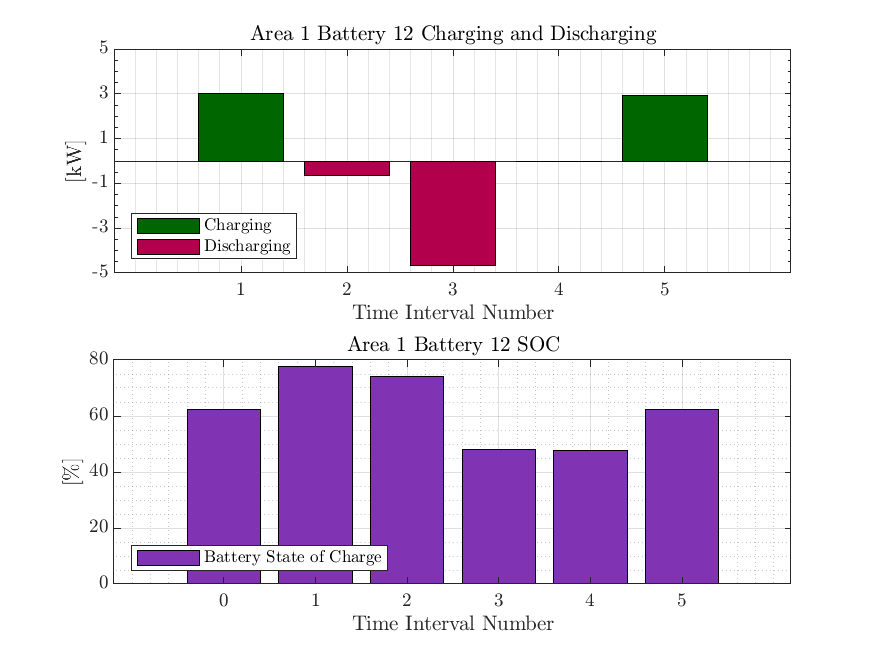 Area 1 Battery 12 Charging and Discharging
5
3
1
-1
-3
-5
[kW]
Charging
Discharging
1 2 3 4 5
Time Interval Number
Area 1 Battery 12 SOC
80
60
40
20
0
[%]
Battery State of Charge
0 1 2 3 4 5
Time Interval Number